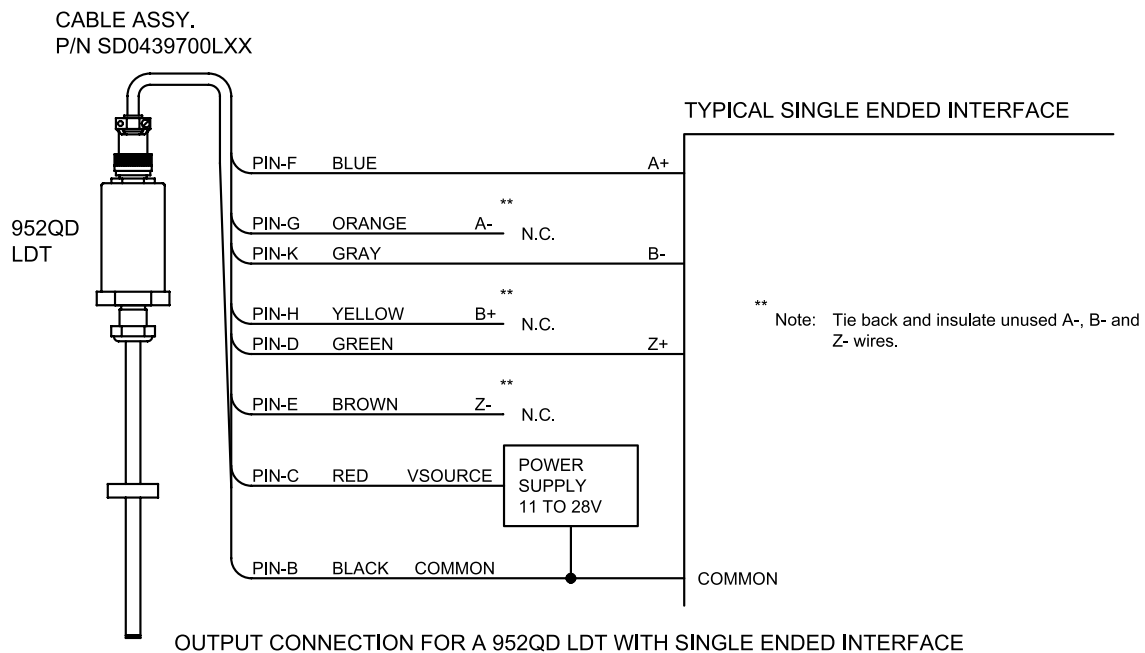 CABLE ASSY.
P/N SD0439700LXX
TYPICAL SINGLE ENDED INTERFACE
952QD
LDT
PIN-F BLUE A+
PIN-G ORANGE A- ** N.C.
PIN-K GRAY B-
PIN-H YELLOW B+ ** N.C.
PIN-D GREEN Z+
PIN-E BROWN Z- ** N.C.
PIN-C RED VSOURCE
POWER
SUPPLY
11 TO 28V
PIN-B BLACK COMMON
COMMON
** Note: Tie back and insulate unused A-, B- and
Z- wires.
OUTPUT CONNECTION FOR A 952QD LDT WITH SINGLE ENDED INTERFACE